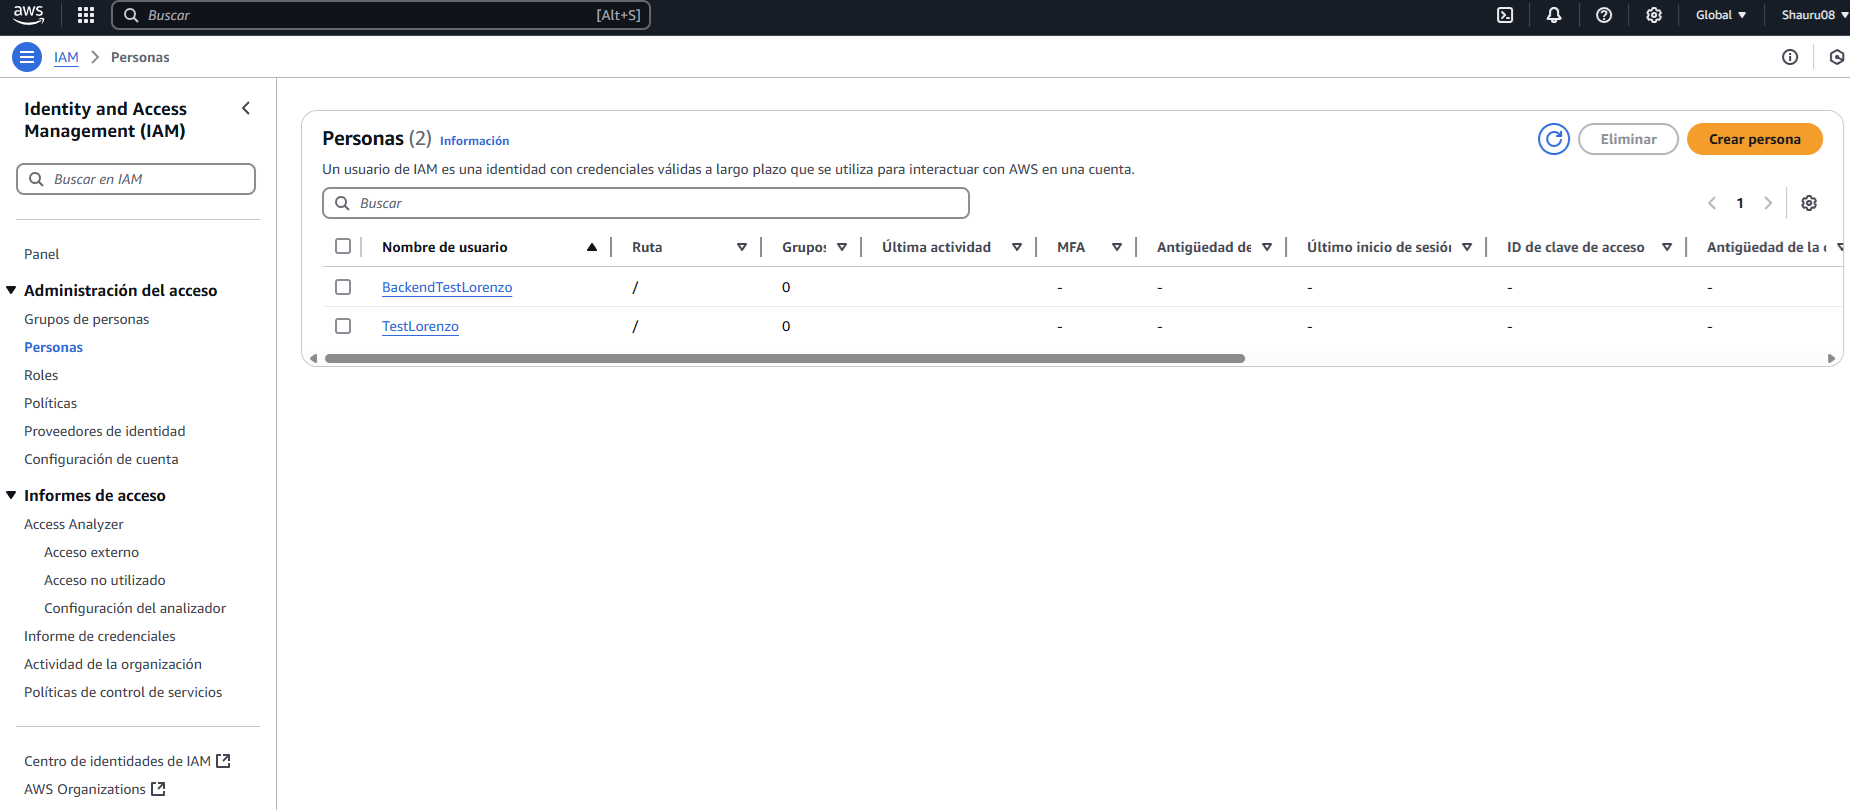 aws
Buscar [Alt+S] Global Shauru08
IAM > Personas
Identity and Access
Management (IAM)
Buscar en IAM
Panel
Administración del acceso
Grupos de personas
Personas
Roles
Políticas
Proveedores de identidad
Configuración de cuenta
Informes de acceso
Access Analyzer
Acceso externo
Acceso no utilizado
Configuración del analizador
Informe de credenciales
Actividad de la organización
Políticas de control de servicios
Centro de identidades de IAM
AWS Organizations
Personas (2) Información
Eliminar
Crear persona
Un usuario de IAM es una identidad con credenciales válidas a largo plazo que se utiliza para interactuar con AWS en una cuenta.
Buscar
1
Nombre de usuario Ruta Grupos Última actividad MFA Antigüedad de Último inicio de sesión ID de clave de acceso Antigüedad de la
BackendTestLorenzo / 0 - - - - -
TestLorenzo / 0 - - - - -